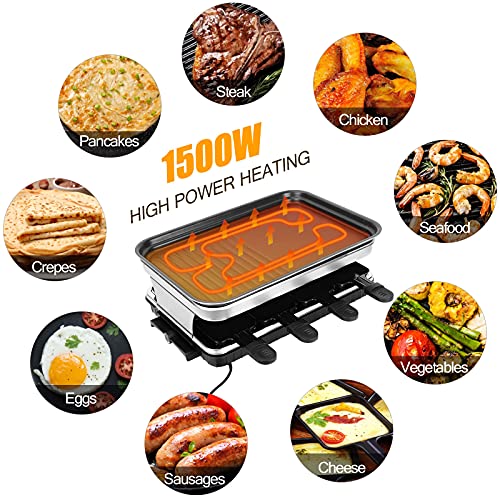 Steak
Pancakes
Chicken
1500W
HIGH POWER HEATING
Crepes
Seafood
Eggs
Vegetables
Sausages
Cheese